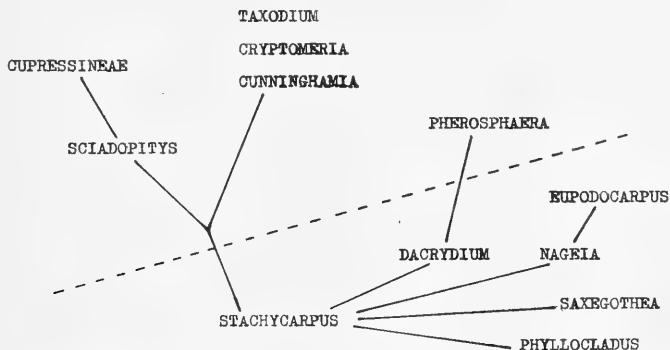 TAXODIUM
CRYPTOMERIA
CUPRESSINEAE
CUNNINGHAMIA
PHEROSPHAERA
SCIADOPITYS
EUPODOCARPUS
DACRYDIUM
NAGEIA
SAXEGOTHEA
STACHYCARPUS
PHYLLOCLADUS